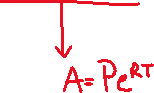 A = Pe^RT